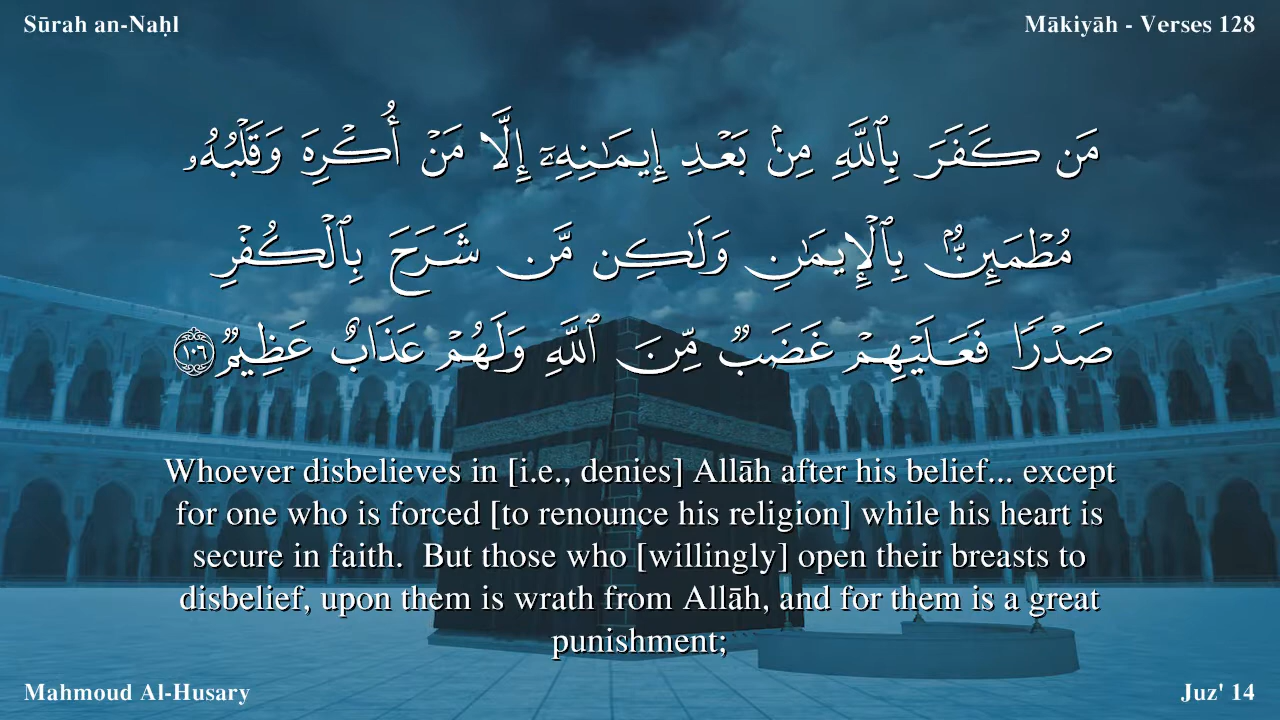 Sūrah an-Naḥl
Mākiyāh - Verses 128
مَن كَفَرَ بِٱللَّهِ مِنۢ بَعْدِ إِيمَـٰنِهِۦٓ إِلَّا مَنْ أُكْرِهَ وَقَلْبُهُۥ
مُطْمَئِنٌّۢ بِٱلْإِيمَـٰنِ وَلَـٰكِن مَّن شَرَحَ بِٱلْكُفْرِ
صَدْرًا فَعَلَيْهِمْ غَضَبٌ مِّنَ ٱللَّهِ وَلَهُمْ عَذَابٌ عَظِيمٌ ١٠٦
Whoever disbelieves in [i.e., denies] Allāh after his belief... except
for one who is forced [to renounce his religion] while his heart is
secure in faith.  But those who [willingly] open their breasts to
disbelief, upon them is wrath from Allāh, and for them is a great
punishment;
Mahmoud Al-Husary
Juz' 14